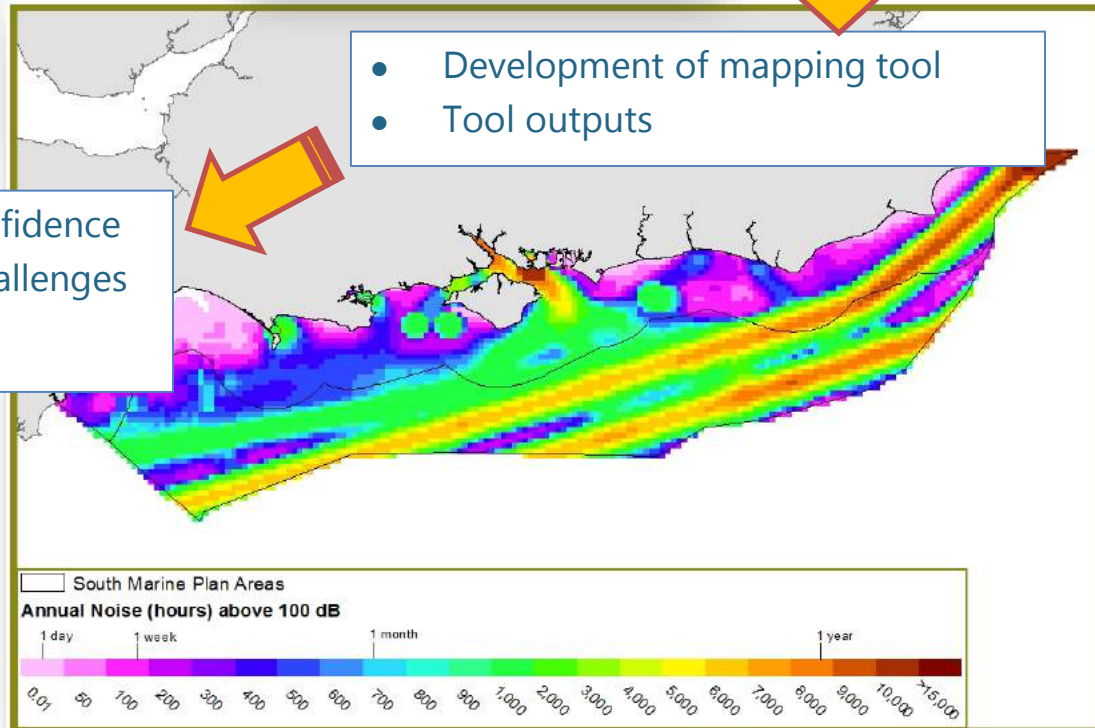 ● Development of mapping tool
● Tool outputs
fidence
allenges
South Marine Plan Areas
Annual Noise (hours) above 100 dB
1 day 1 week 1 month 1 year
0.01 50 100 200 300 400 500 600 700 800 900 1,000 2,000 3,000 4,000 5,000 6,000 7,000 8,000 9,000 10,000 >15,000